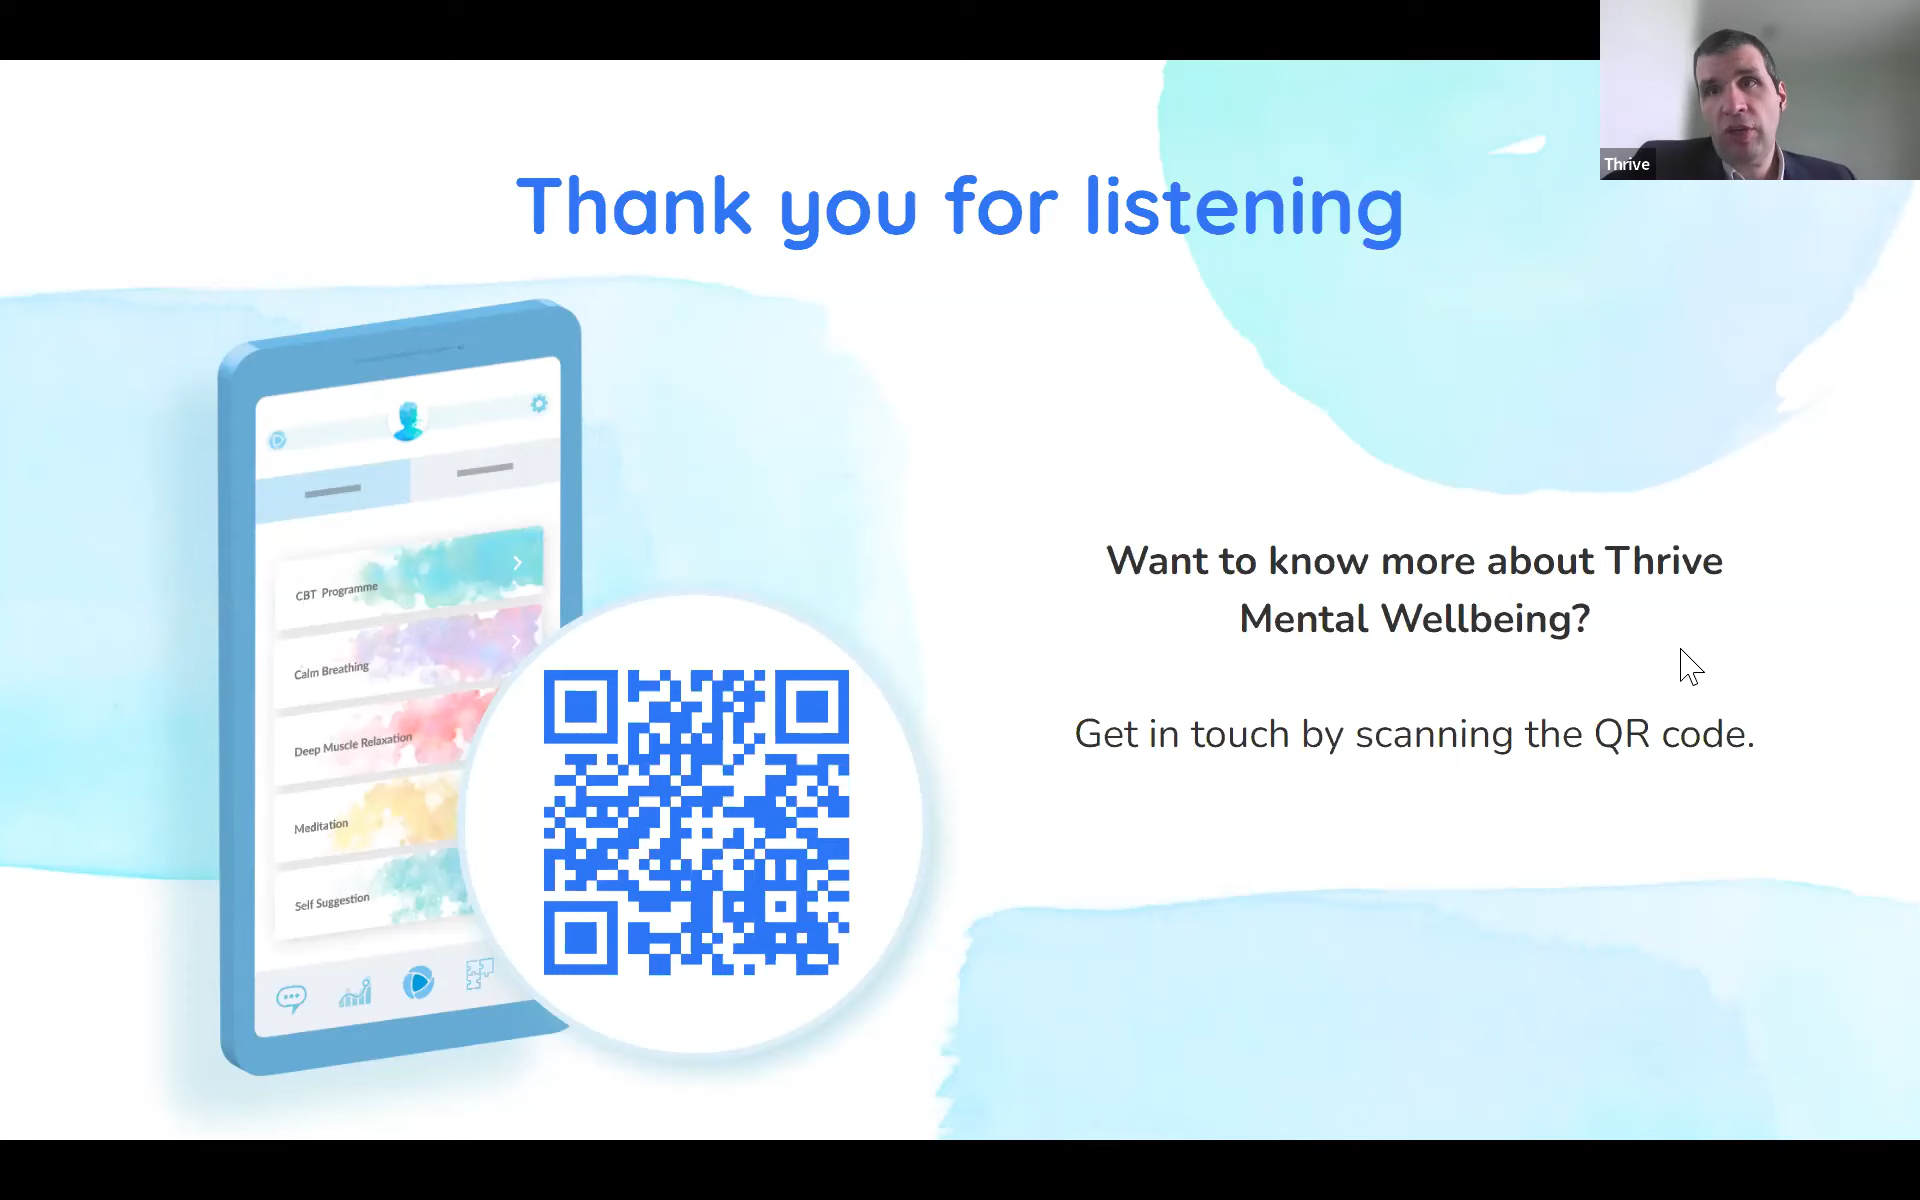 Thrive
Thank you for listening
CBT Programme
Calm Breathing
Deep Muscle Relaxation
Meditation
Self Suggestion
Want to know more about Thrive
Mental Wellbeing?
Get in touch by scanning the QR code.